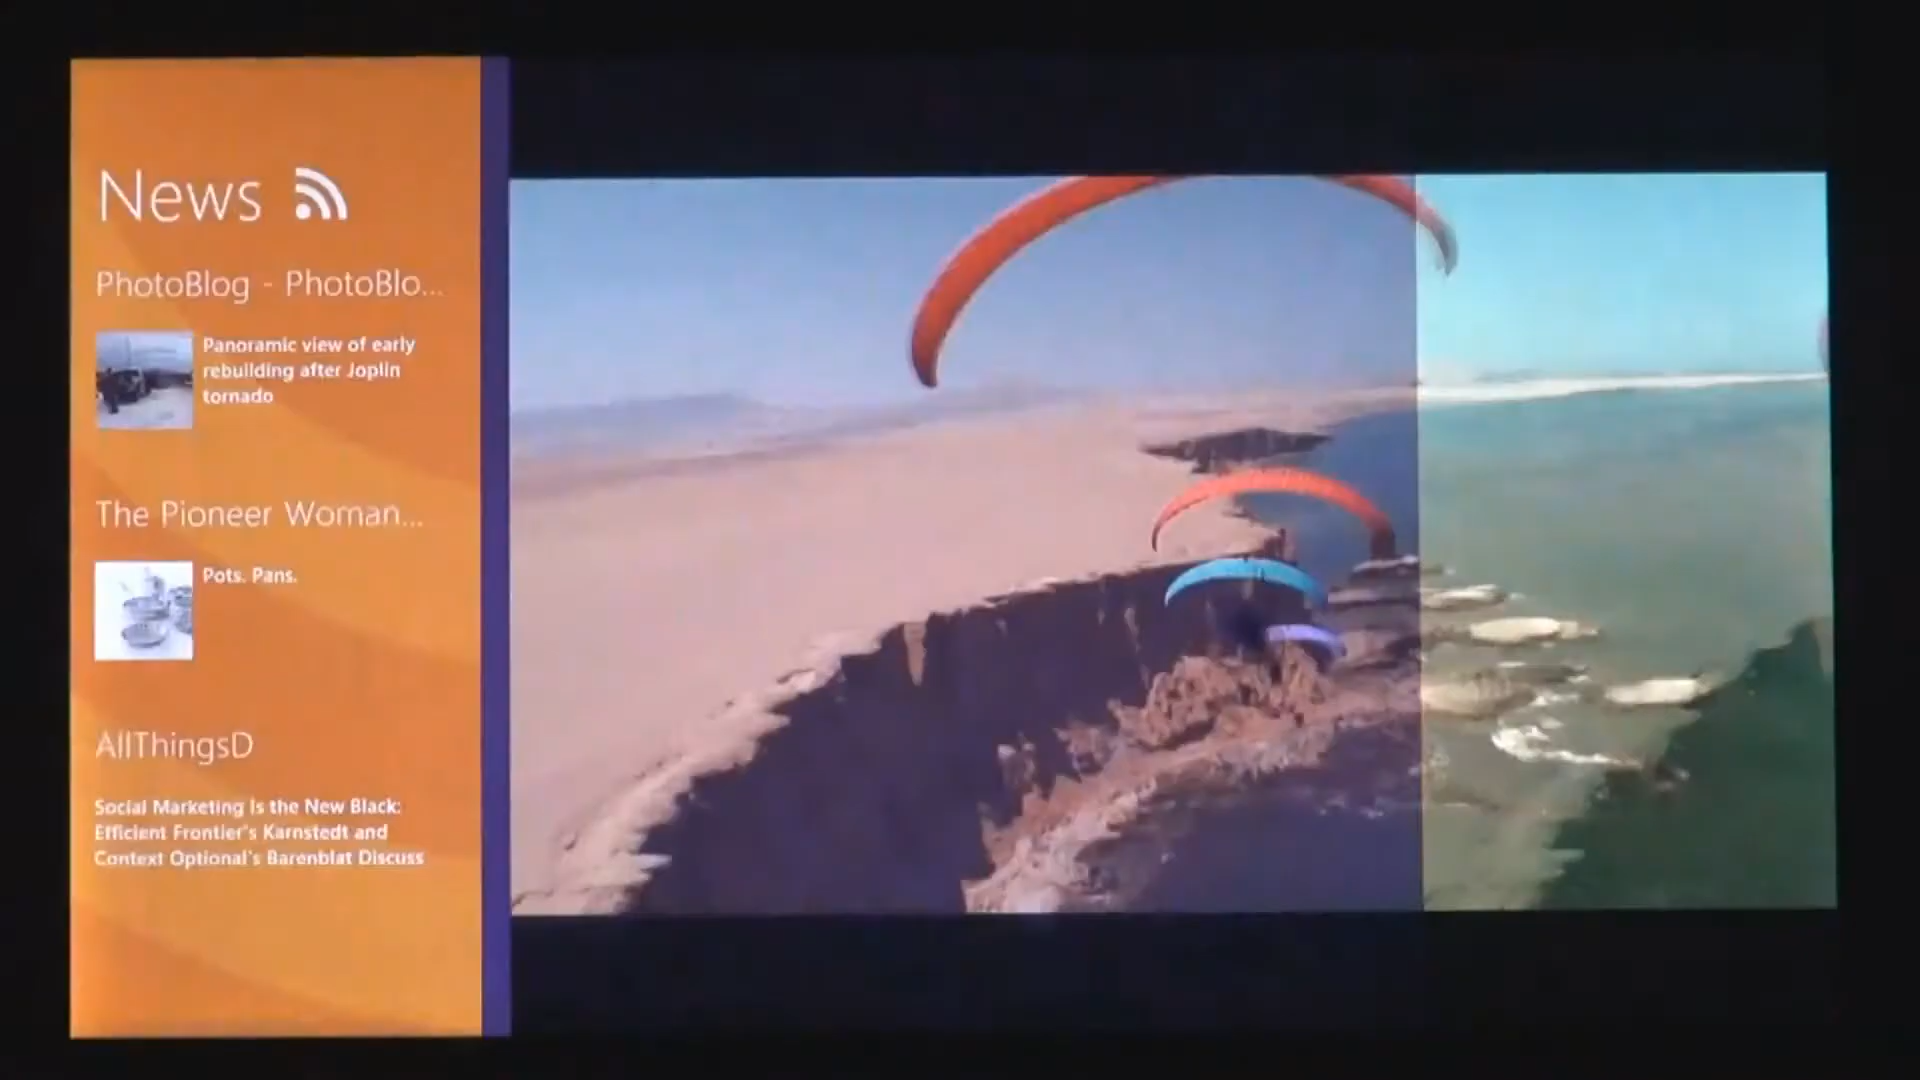 News
PhotoBlog - PhotoBlo...
Panoramic view of early
rebuilding after Joplin
tornado
The Pioneer Woman...
Pots. Pans.
AllThingsD
Social Marketing Is the New Black:
Efficient Frontier's Karnstedt and
Context Optional's Barenblat Discuss